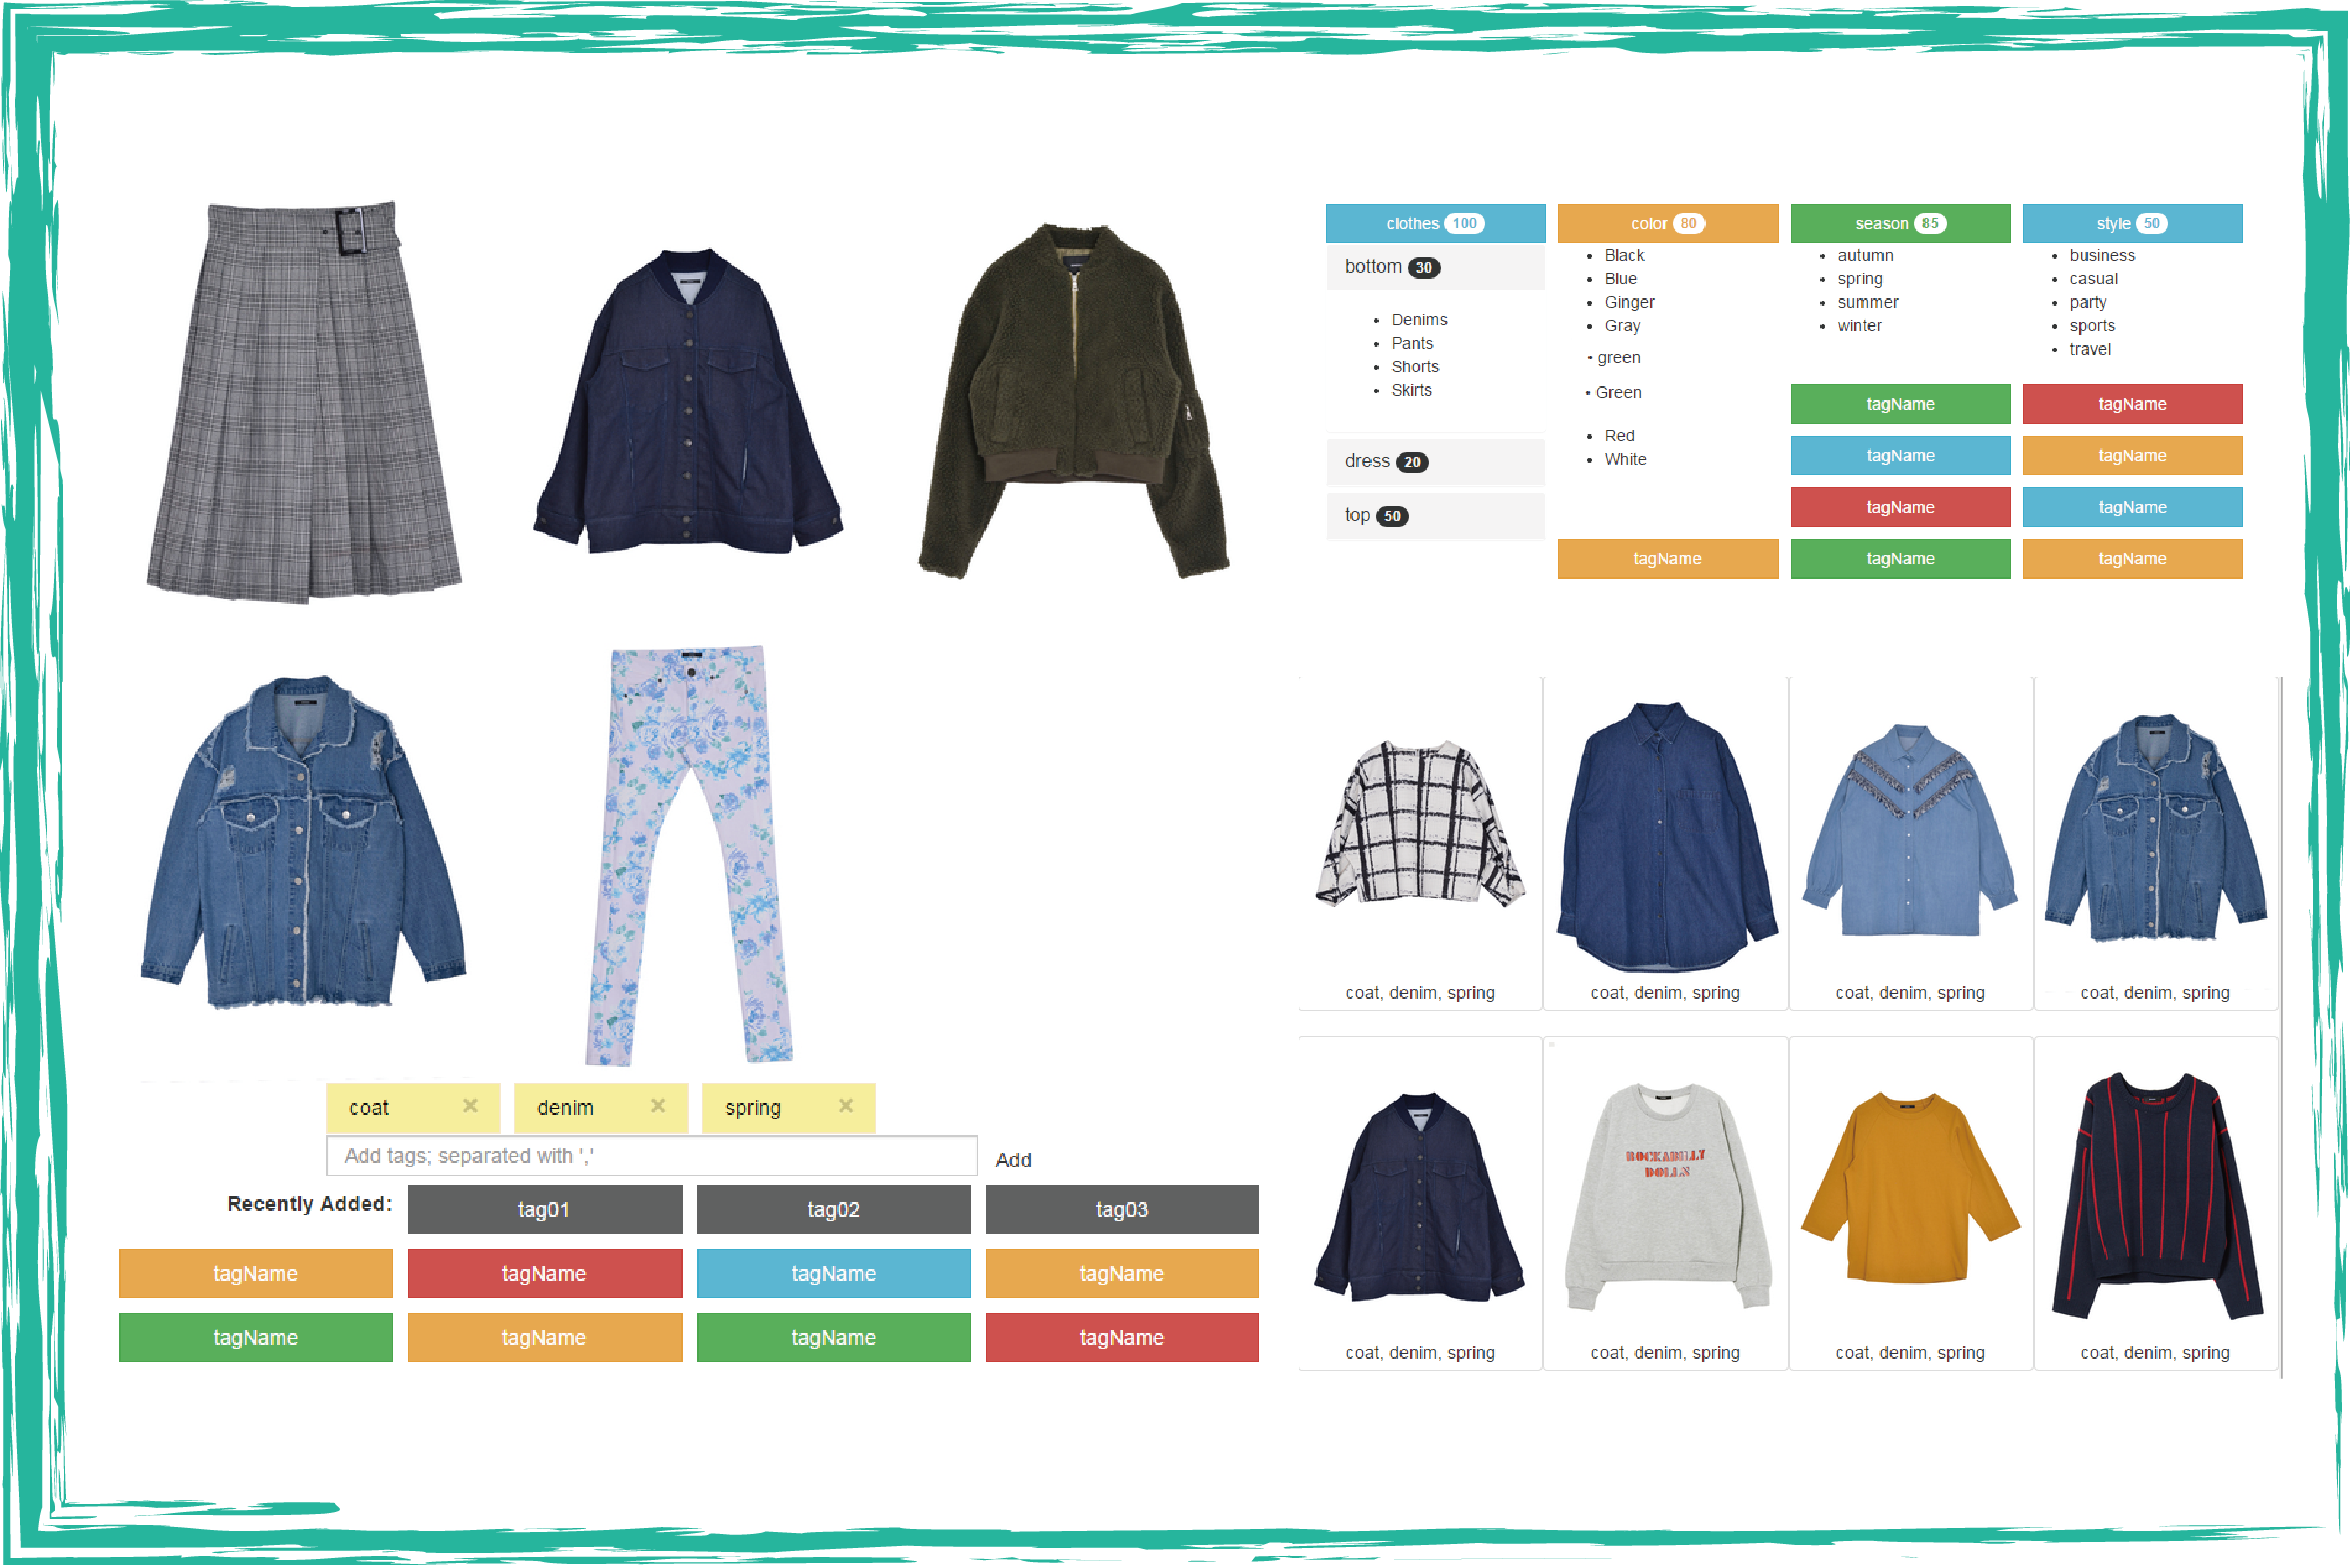 clothes 100
bottom 30
Denims
Pants
Shorts
Skirts
dress 20
top 50
color 80
Black
Blue
Ginger
Gray
green
Green
Red
White
tagName
season 85
autumn
spring
summer
winter
tagName
tagName
tagName
tagName
style 50
business
casual
party
sports
travel
tagName
tagName
tagName
tagName
coat, denim, spring
coat, denim, spring
coat, denim, spring
coat, denim, spring
ROCKABILLY
DOLLS
coat, denim, spring
coat, denim, spring
coat, denim, spring
coat, denim, spring
coat × denim × spring ×
Add tags; separated with ',' Add
Recently Added: tag01 tag02 tag03
tagName tagName tagName tagName
tagName tagName tagName tagName